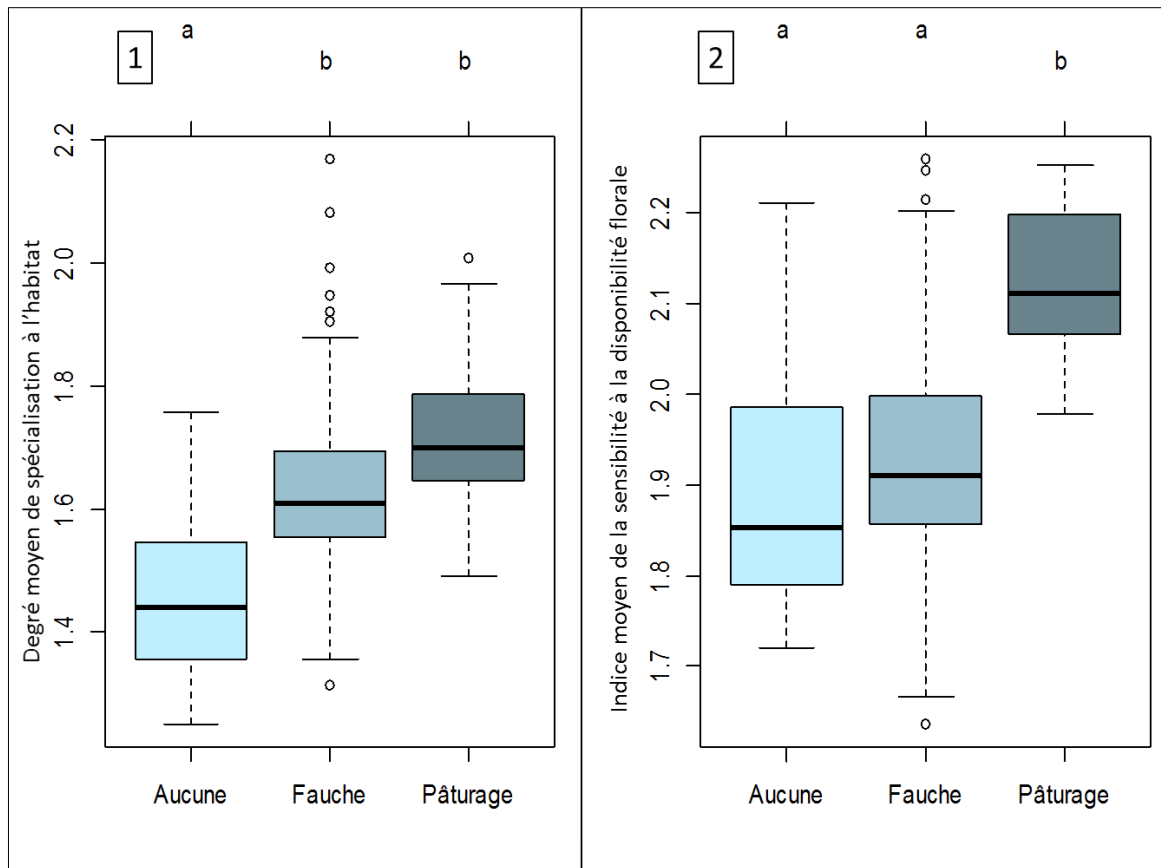 1
a
b
b
Degré moyen de spécialisation à l'habitat
2.2
2.0
1.8
1.6
1.4
Aucune
Fauche
Pâturage
2
a
a
b
Indice moyen de la sensibilité à la disponibilité florale
2.2
2.1
2.0
1.9
1.8
1.7
Aucune
Fauche
Pâturage